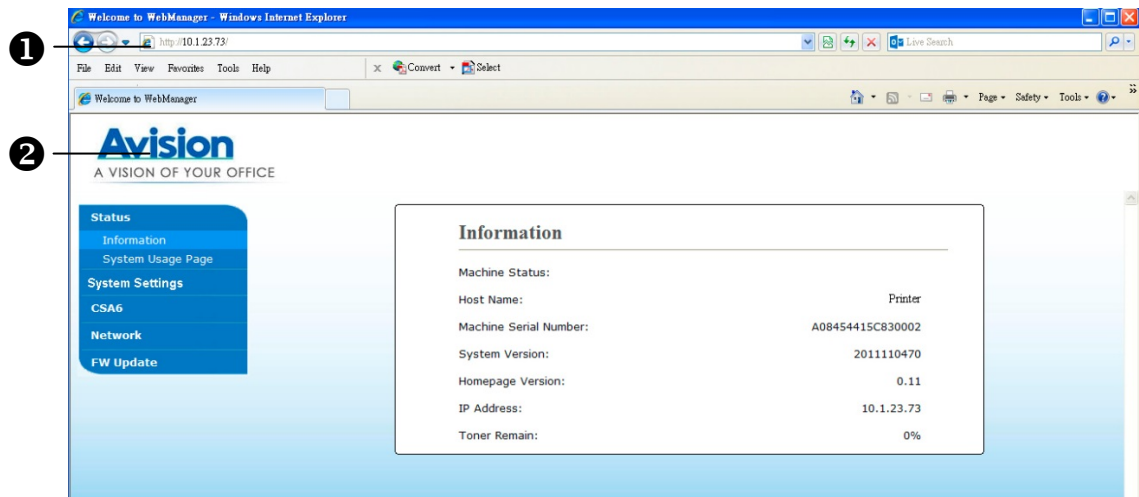 Welcome to WebManager - Windows Internet Explorer
❶ http://10.1.23.73/ Live Search
File Edit View Favorites Tools Help x Convert Select
Welcome to WebManager Page Safety Tools
❷ Avision
A VISION OF YOUR OFFICE
Status
Information
System Usage Page
System Settings
CSA6
Network
FW Update
Information
Machine Status:
Host Name: Printer
Machine Serial Number: A08454415C830002
System Version: 2011110470
Homepage Version: 0.11
IP Address: 10.1.23.73
Toner Remain: 0%